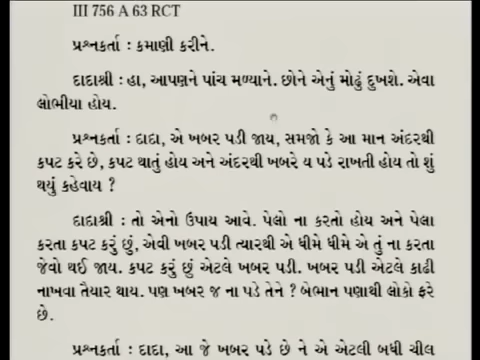 III 756 A 63 RCT
પ્રશ્નકર્તા : કમાણી કરીને.
દાદાશ્રી : હા, આપણને પાંચ મળ્યાને. છોને એનું મોઢું દુખશે. એવા
લોભીયા હોય.
પ્રશ્નકર્તા : દાદા, એ ખબર પડી જાય, સમજો કે આ માન અંદરથી
કપટ કરે છે, કપટ થાતું હોય અને અંદરથી ખબરે ય પડે રાખતી હોય તો શું
થયું કહેવાય ?
દાદાશ્રી : તો એનો ઉપાય આવે. પેલો ના કરતો હોય અને પેલા
કરતા કપટ કરું છું, એવી ખબર પડી ત્યારથી એ ધીમે ધીમે એ તું ના કરતા
જેવો થઈ જાય. કપટ કરું છું એટલે ખબર પડી. ખબર પડી એટલે કાઢી
નાખવા તૈયાર થાય. પણ ખબર જ ના પડે તેને ? બેભાન પણાથી લોકો ફરે
છે.
પ્રશ્નકર્તા : દાદા, આ જે ખબર પડે છે ને એ એટલી બધી ચીલ